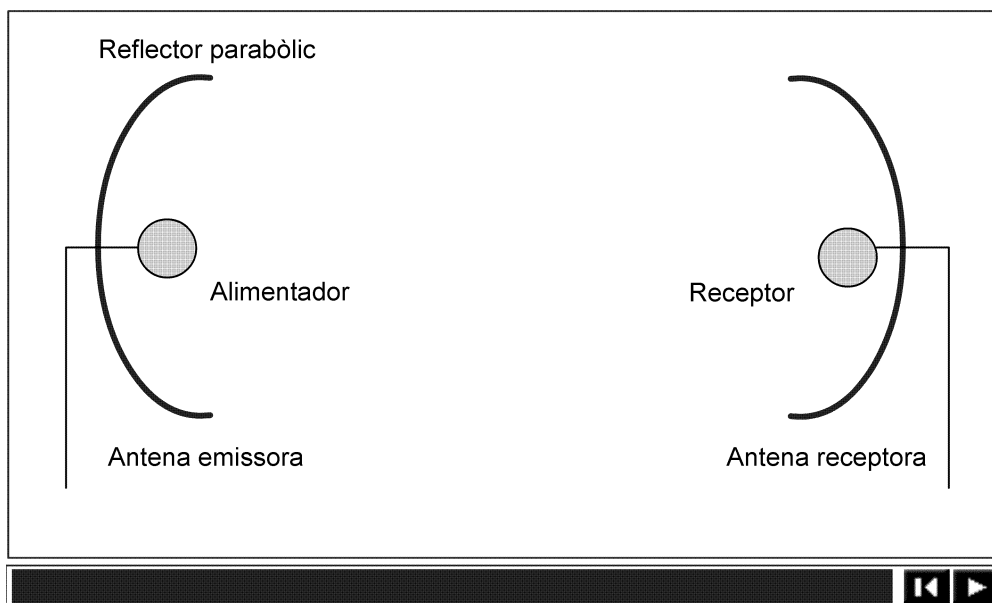 Reflector parabòlic
Alimentador
Receptor
Antena emissora
Antena receptora